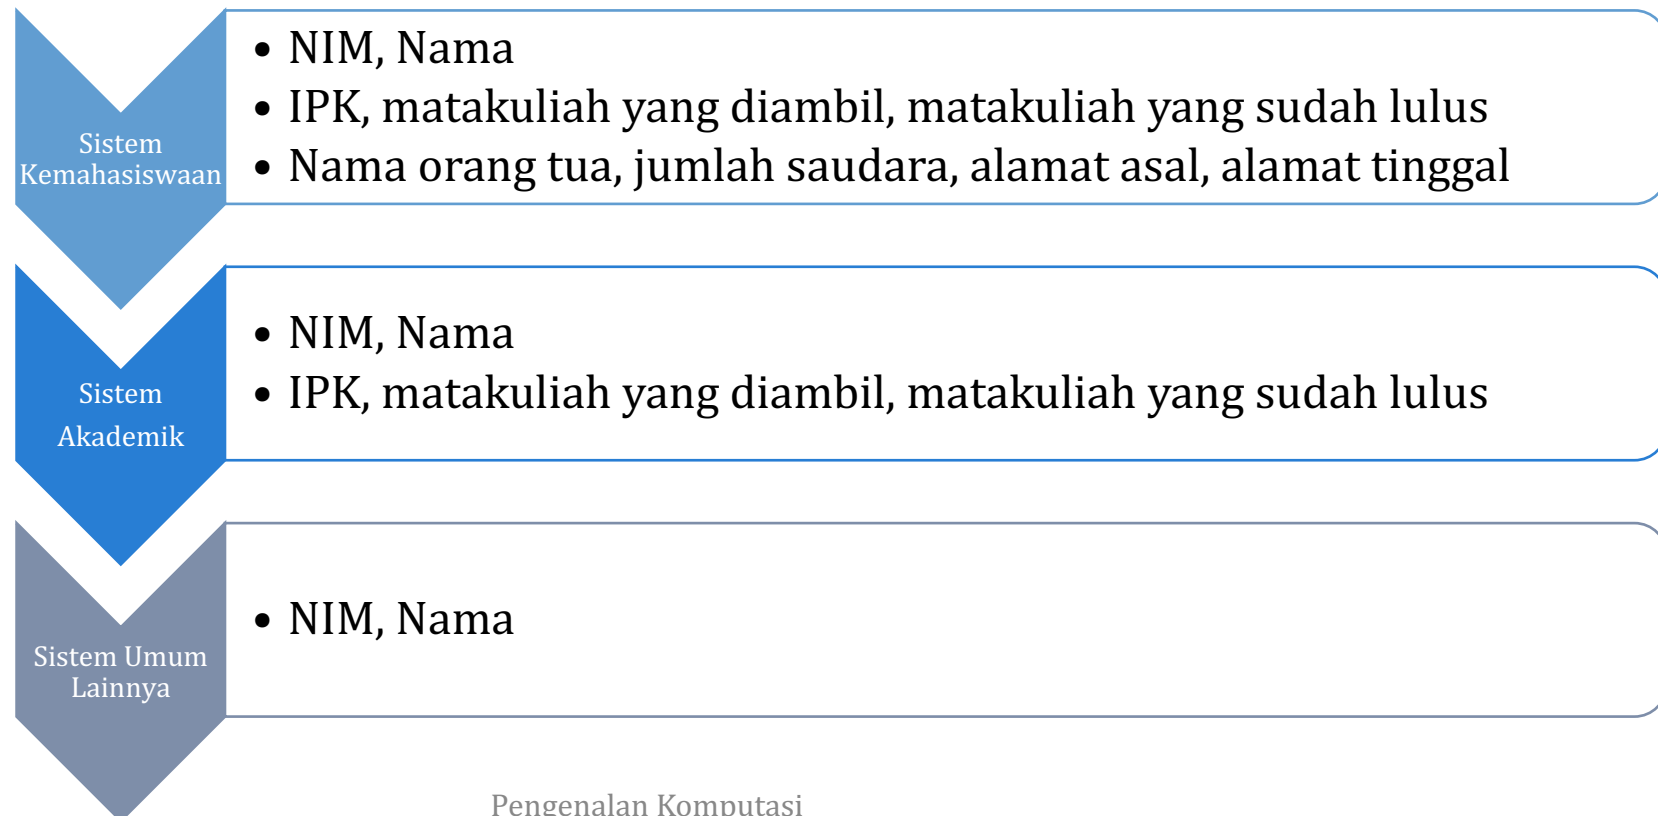 Sistem
Kemahasiswaan
• NIM, Nama
• IPK, matakuliah yang diambil, matakuliah yang sudah lulus
• Nama orang tua, jumlah saudara, alamat asal, alamat tinggal
Sistem
Akademik
• NIM, Nama
• IPK, matakuliah yang diambil, matakuliah yang sudah lulus
Sistem Umum
Lainnya
• NIM, Nama
Pengenalan Komputasi